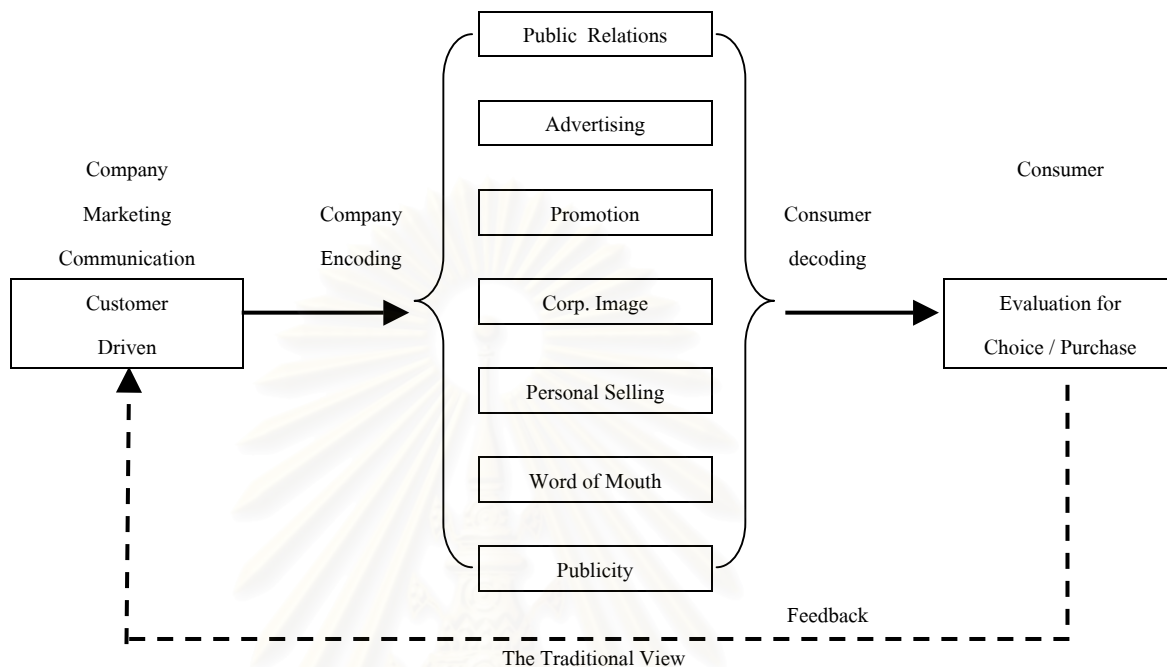 Public Relations
Advertising
Company
Marketing
Communication
Customer
Driven
Company
Encoding
Promotion
Corp. Image
Personal Selling
Word of Mouth
Publicity
Consumer
decoding
Consumer
Evaluation for
Choice / Purchase
Feedback
The Traditional View